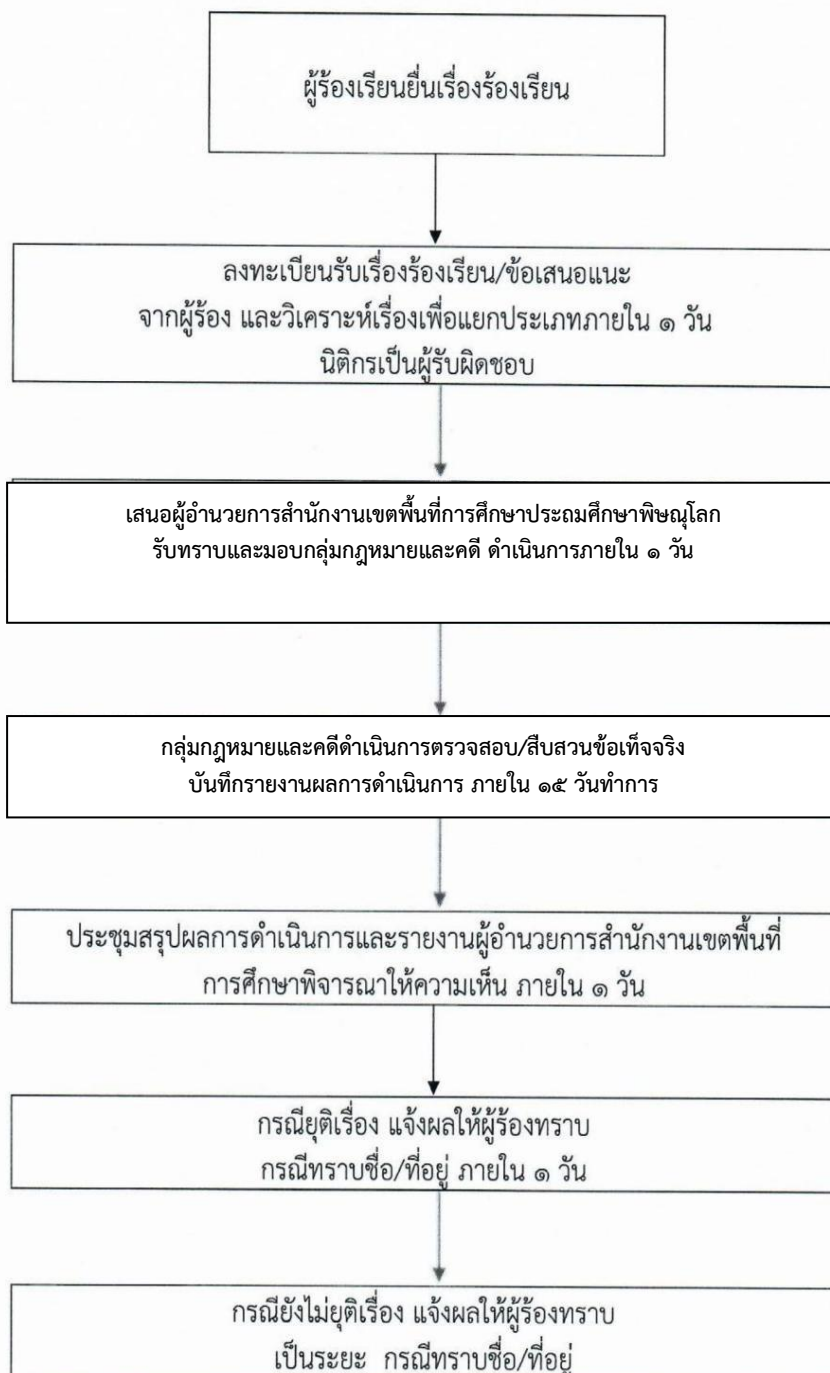 ผู้ร้องเรียนยื่นเรื่องร้องเรียน
ลงทะเบียนรับเรื่องร้องเรียน/ข้อเสนอแนะ
จากผู้ร้อง และวิเคราะห์เรื่องเพื่อแยกประเภทภายใน ๑ วัน
นิติกรเป็นผู้รับผิดชอบ
เสนอผู้อำนวยการสำนักงานเขตพื้นที่การศึกษาประถมศึกษาพิษณุโลก
รับทราบและมอบกลุ่มกฎหมายและคดี ดำเนินการภายใน ๑ วัน
กลุ่มกฎหมายและคดีดำเนินการตรวจสอบ/สืบสวนข้อเท็จจริง
บันทึกรายงานผลการดำเนินการ ภายใน ๑๕ วันทำการ
ประชุมสรุปผลการดำเนินการและรายงานผู้อำนวยการสำนักงานเขตพื้นที่
การศึกษาพิจารณาให้ความเห็น ภายใน ๑ วัน
กรณียุติเรื่อง แจ้งผลให้ผู้ร้องทราบ
กรณีทราบชื่อ/ที่อยู่ ภายใน ๑ วัน
กรณียังไม่ยุติเรื่อง แจ้งผลให้ผู้ร้องทราบ
เป็นระยะ กรณีทราบชื่อ/ที่อยู่